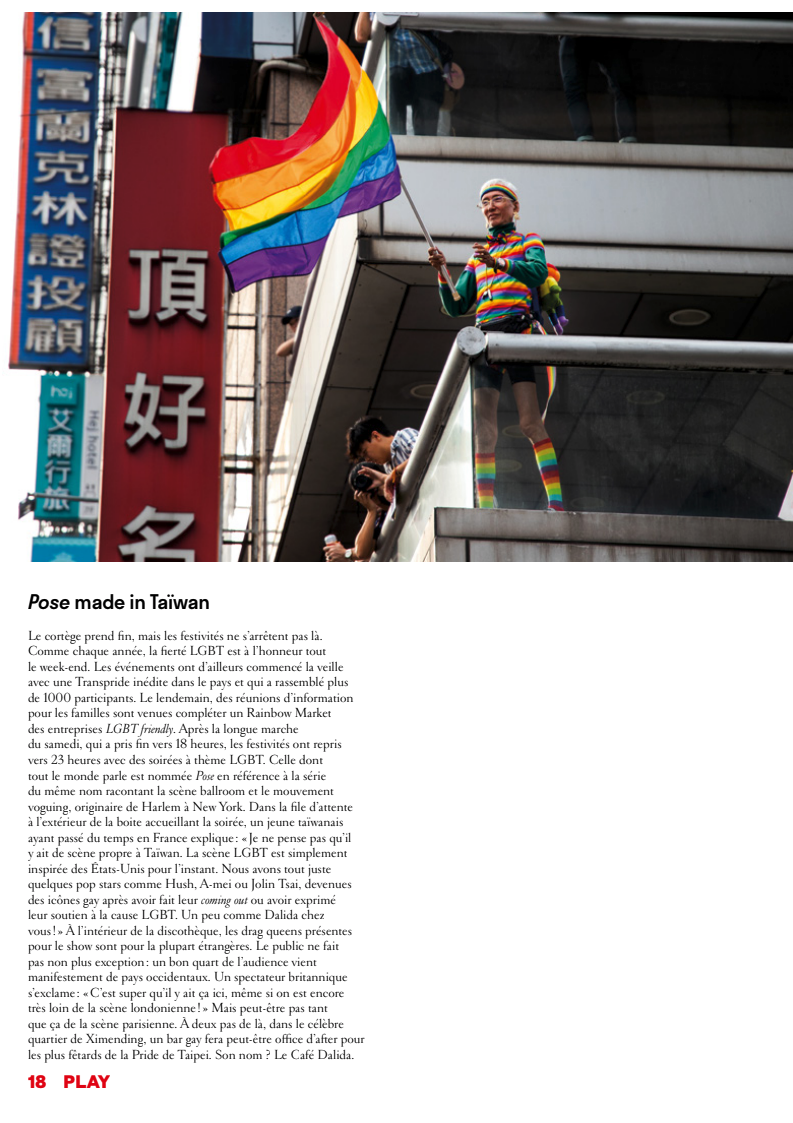 信
富蘭克林證投顧
hej
艾爾行旅
Hej hotel
頂好名
Pose made in Taïwan
Le cortège prend fin, mais les festivités ne s'arrêtent pas là.
Comme chaque année, la fierté LGBT est à l'honneur tout
le week-end. Les événements ont d'ailleurs commencé la veille
avec une Transpride inédite dans le pays et qui a rassemblé plus
de 1000 participants. Le lendemain, des réunions d'information
pour les familles sont venues compléter un Rainbow Market
des entreprises LGBT friendly. Après la longue marche
du samedi, qui a pris fin vers 18 heures, les festivités ont repris
vers 23 heures avec des soirées à thème LGBT. Celle dont
tout le monde parle est nommée Pose en référence à la série
du même nom racontant la scène ballroom et le mouvement
voguing, originaire de Harlem à New York. Dans la file d'attente
à l'extérieur de la boite accueillant la soirée, un jeune taïwanais
ayant passé du temps en France explique : « Je ne pense pas qu'il
y ait de scène propre à Taïwan. La scène LGBT est simplement
inspirée des États-Unis pour l'instant. Nous avons tout juste
quelques pop stars comme Hush, A-mei ou Jolin Tsai, devenues
des icônes gay après avoir fait leur coming out ou avoir exprimé
leur soutien à la cause LGBT. Un peu comme Dalida chez
vous ! » À l'intérieur de la discothèque, les drag queens présentes
pour le show sont pour la plupart étrangères. Le public ne fait
pas non plus exception : un bon quart de l'audience vient
manifestement de pays occidentaux. Un spectateur britannique
s'exclame : « C'est super qu'il y ait ça ici, même si on est encore
très loin de la scène londonienne ! » Mais peut-être pas tant
que ça de la scène parisienne. À deux pas de là, dans le célèbre
quartier de Ximending, un bar gay fera peut-être office d'after pour
les plus fêtards de la Pride de Taipei. Son nom ? Le Café Dalida.
18 PLAY